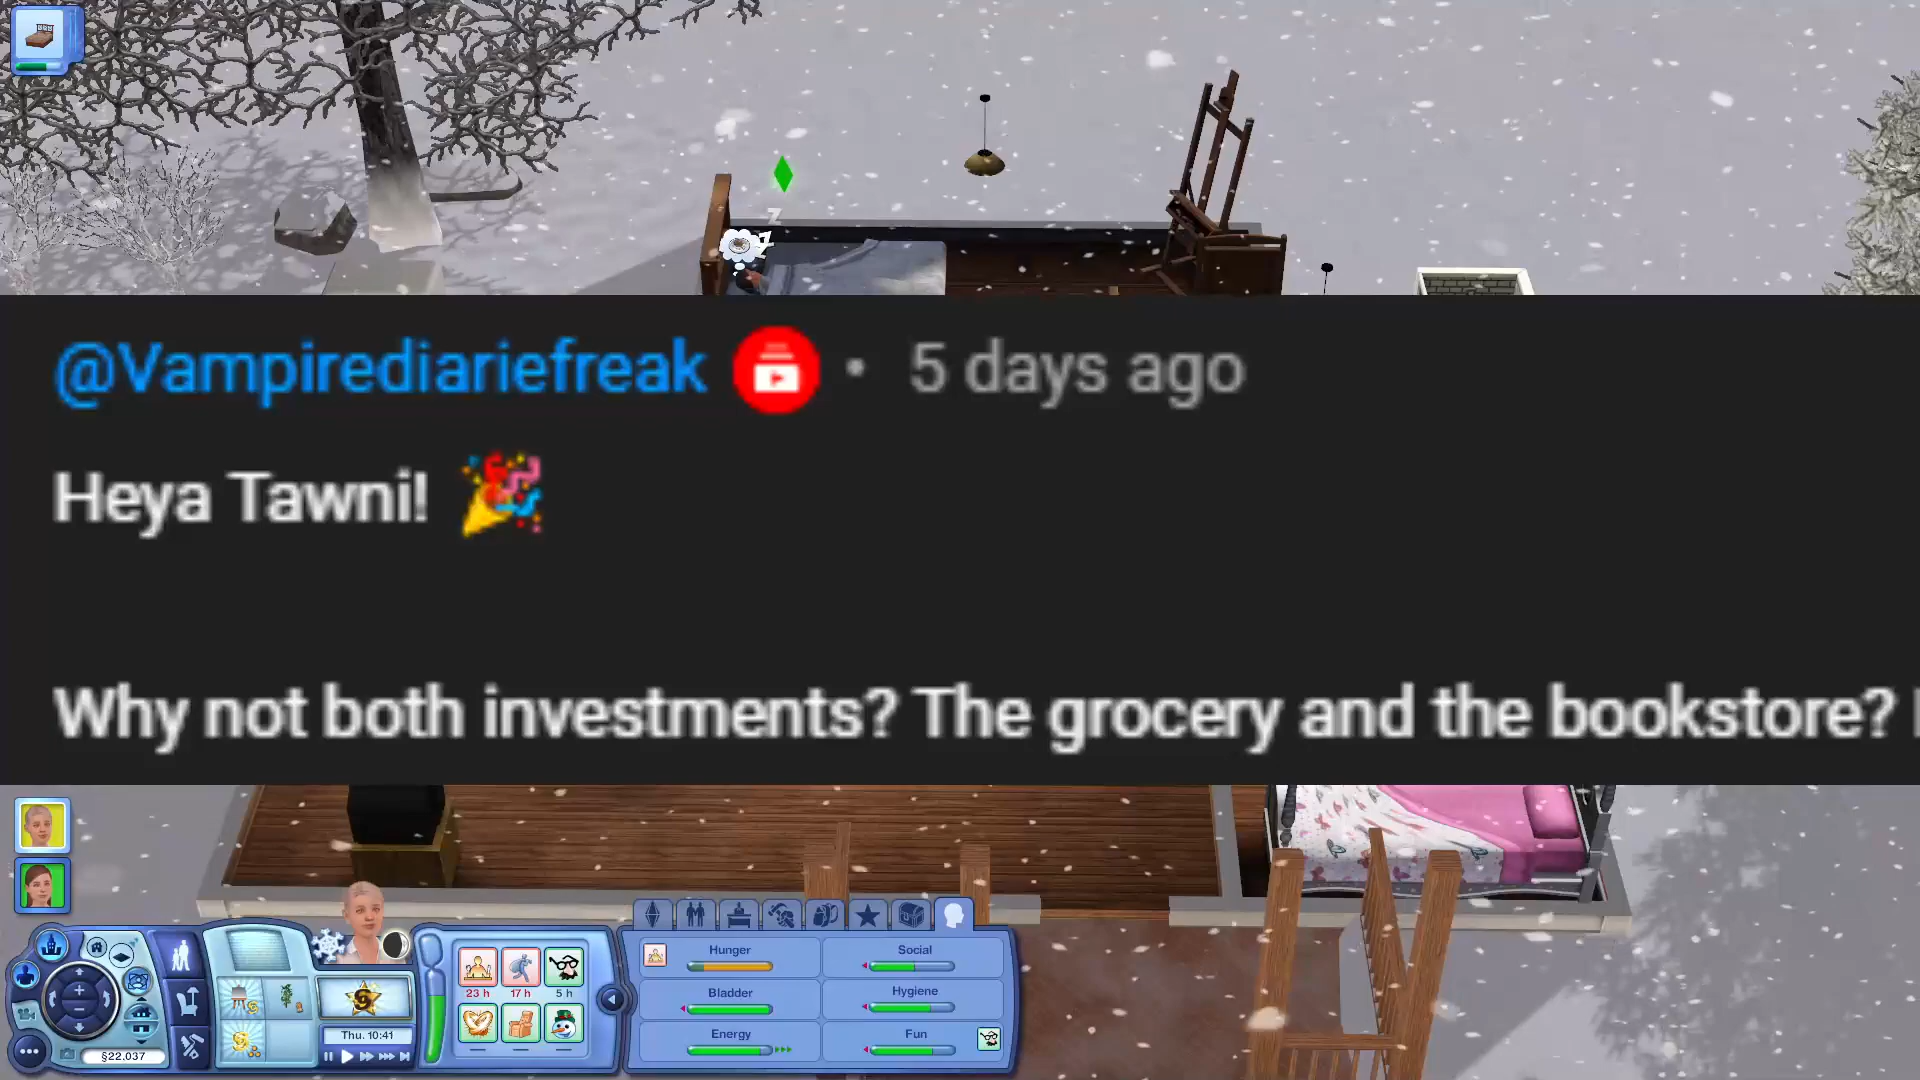 z
z
@Vampirediariefreak • 5 days ago
Heya Tawni! 🎉
Why not both investments? The grocery and the bookstore?
23 h
17 h
5 h
Hunger
Social
Bladder
Hygiene
Energy
Fun
Thu. 10:41
§22.037